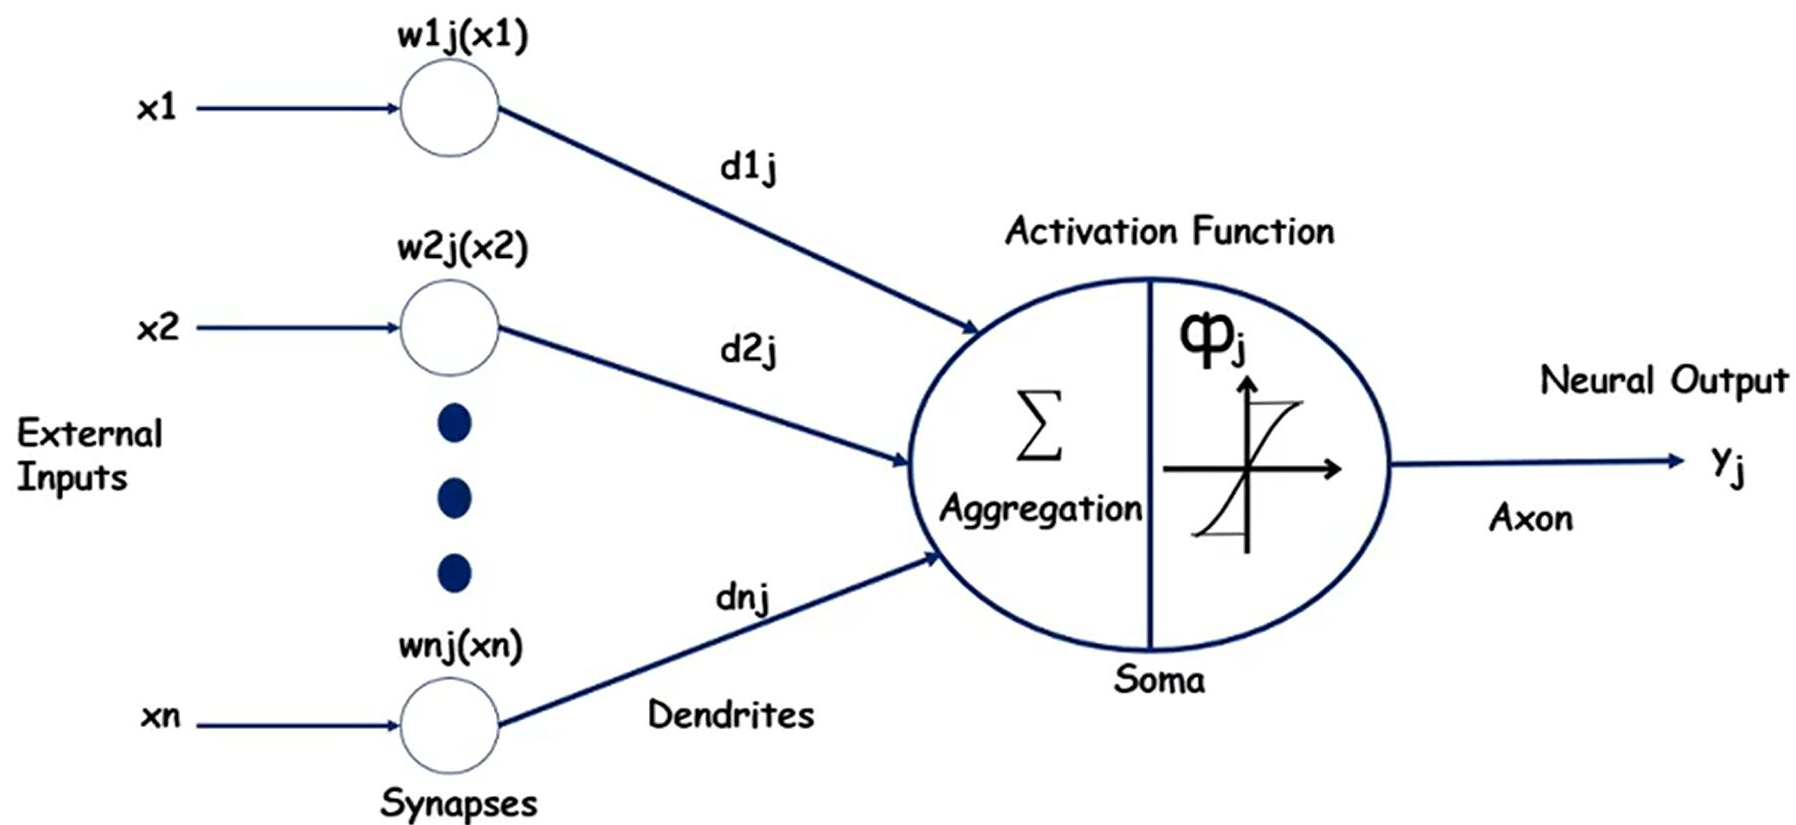 w1j(x1)
x1
d1j
w2j(x2)
Activation Function
x2
d2j
φj
Neural Output
External
Inputs
∑
yj
Aggregation
Axon
dnj
wnj(xn)
Soma
xn
Dendrites
Synapses